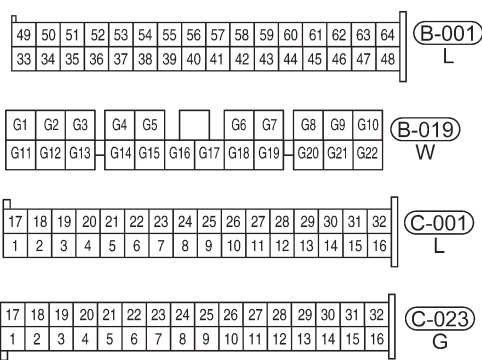 49 50 51 52 53 54 55 56 57 58 59 60 61 62 63 64 B-001
33 34 35 36 37 38 39 40 41 42 43 44 45 46 47 48 L
G1 G2 G3 G4 G5 G6 G7 G8 G9 G10 B-019
G11 G12 G13 G14 G15 G16 G17 G18 G19 G20 G21 G22 W
17 18 19 20 21 22 23 24 25 26 27 28 29 30 31 32 C-001
1 2 3 4 5 6 7 8 9 10 11 12 13 14 15 16 L
17 18 19 20 21 22 23 24 25 26 27 28 29 30 31 32 C-023
1 2 3 4 5 6 7 8 9 10 11 12 13 14 15 16 G